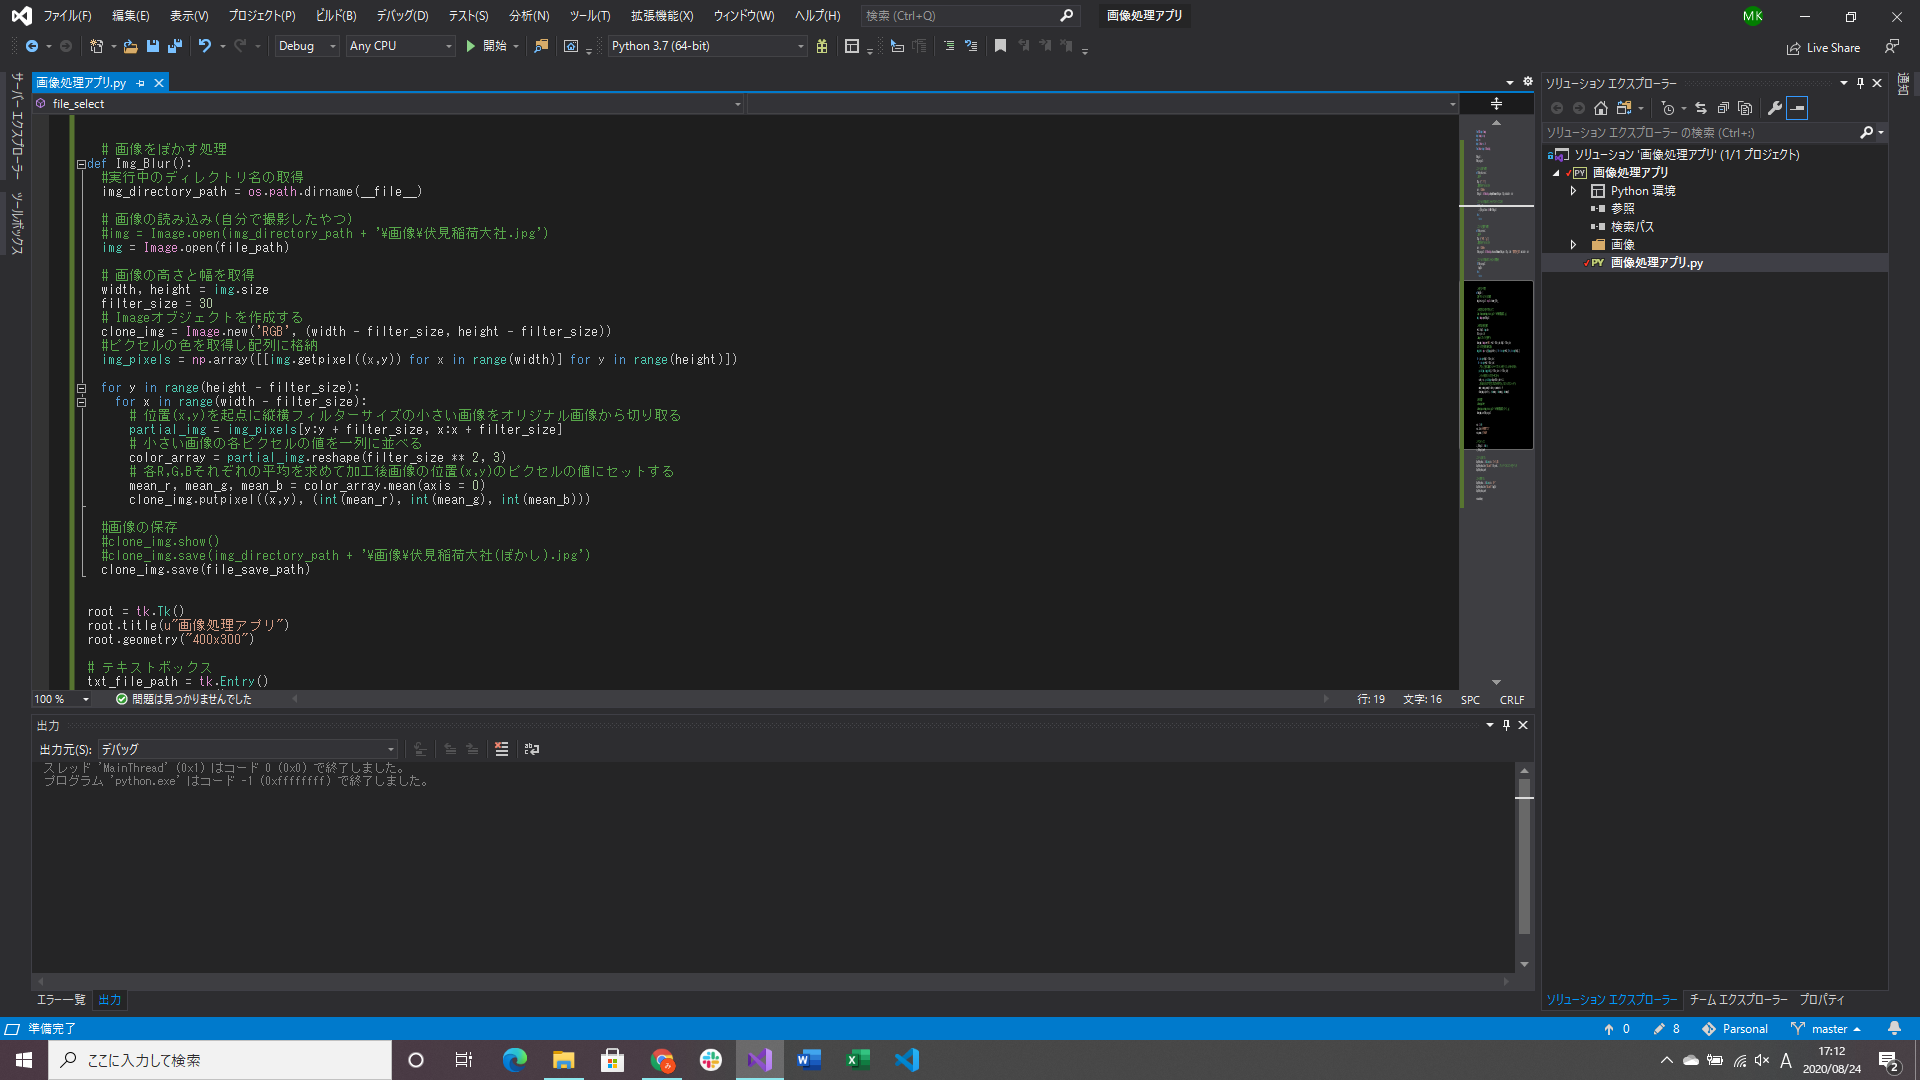 ファイル(F) 編集(E) 表示(V) プロジェクト(P) ビルド(B) デバッグ(D) テスト(S) 分析(N) ツール(T) 拡張機能(X) ウィンドウ(W) ヘルプ(H) 検索 (Ctrl+Q) 画像処理アプリ MK
Debug Any CPU 開始 Python 3.7 (64-bit) Live Share
サーバー エクスプローラー
ツールボックス
画像処理アプリ.py
file_select
# 画像をぼかす処理
def Img_Blur():
#実行中のディレクトリ名の取得
img_directory_path = os.path.dirname(__file__)
# 画像の読み込み(自分で撮影したやつ)
#img = Image.open(img_directory_path + '\画像\伏見稲荷大社.jpg')
img = Image.open(file_path)
# 画像の高さと幅を取得
width, height = img.size
filter_size = 30
# Imageオブジェクトを作成する
clone_img = Image.new('RGB', (width - filter_size, height - filter_size))
#ピクセルの色を取得し配列に格納
img_pixels = np.array([[img.getpixel((x,y)) for x in range(width)] for y in range(height)])
for y in range(height - filter_size):
for x in range(width - filter_size):
# 位置(x,y)を起点に縦横フィルターサイズの小さい画像をオリジナル画像から切り取る
partial_img = img_pixels[y:y + filter_size, x:x + filter_size]
# 小さい画像の各ピクセルの値を一列に並べる
color_array = partial_img.reshape(filter_size ** 2, 3)
# 各R,G,Bそれぞれの平均を求めて加工後画像の位置(x,y)のピクセルの値にセットする
mean_r, mean_g, mean_b = color_array.mean(axis = 0)
clone_img.putpixel((x,y), (int(mean_r), int(mean_g), int(mean_b)))
#画像の保存
#clone_img.show()
#clone_img.save(img_directory_path + '\画像\伏見稲荷大社(ぼかし).jpg')
clone_img.save(file_save_path)
root = tk.Tk()
root.title(u"画像処理アプリ")
root.geometry("400x300")
# テキストボックス
txt_file_path = tk.Entry()
100 % 問題は見つかりませんでした 行: 19 文字: 16 SPC CRLF
出力
出力元(S): デバッグ
スレッド 'MainThread' (0x1) はコード 0 (0x0) で終了しました。
プログラム 'python.exe' はコード -1 (0xffffffff) で終了しました。
エラー一覧 出力
ソリューション エクスプローラー
ソリューション エクスプローラー の検索 (Ctrl+;)
ソリューション '画像処理アプリ' (1/1 プロジェクト)
PY 画像処理アプリ
Python 環境
参照
検索パス
画像
PY 画像処理アプリ.py
ソリューション エクスプローラー チーム エクスプローラー プロパティ
通知
準備完了 0 8 Parsonal master
ここに入力して検索 A 17:12
2020/08/24 2